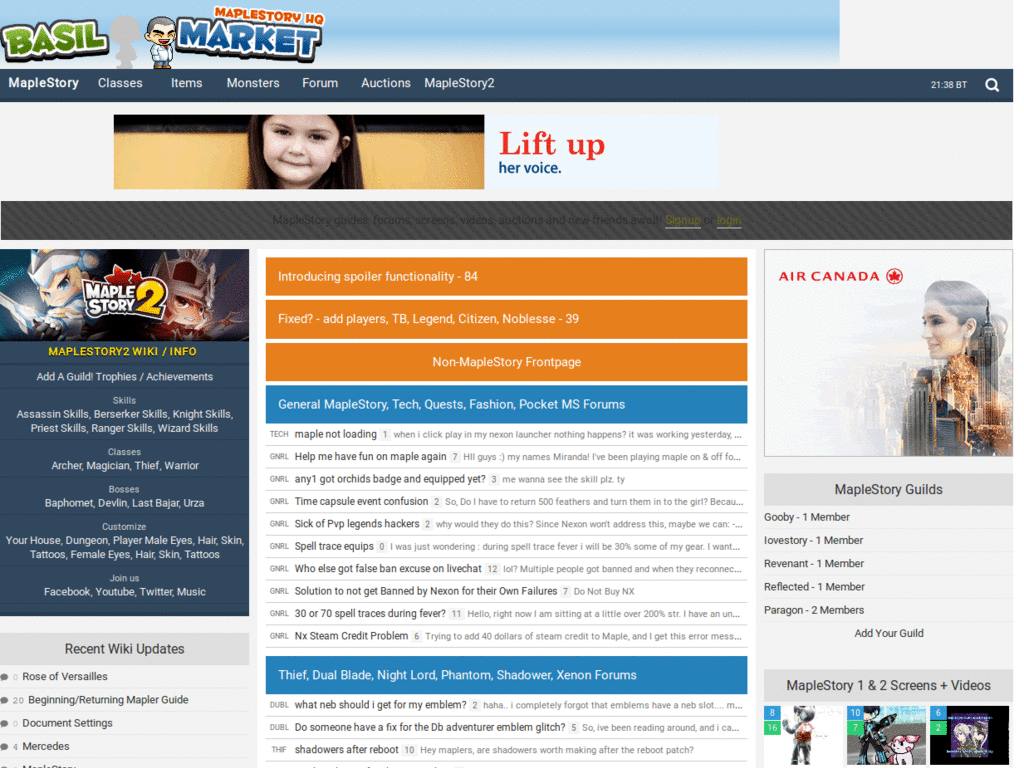 BASIL MARKET
MAPLESTORY HQ
MapleStory Classes Items Monsters Forum Auctions MapleStory2 21:38 BT
Lift up
her voice.
MapleStory guides, forums, screens, videos, auctions and new friends await! Signup or login
MAPLE STORY 2
MAPLESTORY2 WIKI / INFO
Add A Guild! Trophies / Achievements
Skills
Assassin Skills, Berserker Skills, Knight Skills,
Priest Skills, Ranger Skills, Wizard Skills
Classes
Archer, Magician, Thief, Warrior
Bosses
Baphomet, Devlin, Last Bajar, Urza
Customize
Your House, Dungeon, Player Male Eyes, Hair, Skin,
Tattoos, Female Eyes, Hair, Skin, Tattoos
Join us
Facebook, Youtube, Twitter, Music
Recent Wiki Updates
0 Rose of Versailles
20 Beginning/Returning Mapler Guide
0 Document Settings
4 Mercedes
Introducing spoiler functionality - 84
Fixed? - add players, TB, Legend, Citizen, Noblesse - 39
Non-MapleStory Frontpage
General MapleStory, Tech, Quests, Fashion, Pocket MS Forums
TECH maple not loading 1 when i click play in my nexon launcher nothing happens? it was working yesterday, ...
GNRL Help me have fun on maple again 7 HII guys :) my names Miranda! I've been playing maple on & off fo...
GNRL any1 got orchids badge and equipped yet? 3 me wanna see the skill plz. ty
GNRL Time capsule event confusion 2 So, Do I have to return 500 feathers and turn them in to the girl? Becau...
GNRL Sick of Pvp legends hackers 2 why would they do this? Since Nexon won't address this, maybe we can: -...
GNRL Spell trace equips 0 I was just wondering : during spell trace fever i will be 30% some of my gear. I want...
GNRL Who else got false ban excuse on livechat 12 lol? Multiple people got banned and when they reconnec...
GNRL Solution to not get Banned by Nexon for their Own Failures 7 Do Not Buy NX
GNRL 30 or 70 spell traces during fever? 11 Hello, right now I am sitting at a little over 200% str. I have an un...
GNRL Nx Steam Credit Problem 6 Trying to add 40 dollars of steam credit to Maple, and I get this error mess...
Thief, Dual Blade, Night Lord, Phantom, Shadower, Xenon Forums
DUBL what neb should i get for my emblem? 2 haha.. i completely forgot that emblems have a neb slot.... m...
DUBL Do someone have a fix for the Db adventurer emblem glitch? 5 So, ive been reading around, and i ca...
THIF shadowers after reboot 10 Hey maplers, are shadowers worth making after the reboot patch?
AIR CANADA
MapleStory Guilds
Gooby - 1 Member
Iovestory - 1 Member
Revenant - 1 Member
Reflected - 1 Member
Paragon - 2 Members
Add Your Guild
MapleStory 1 & 2 Screens + Videos
8 10 6
16 7 2